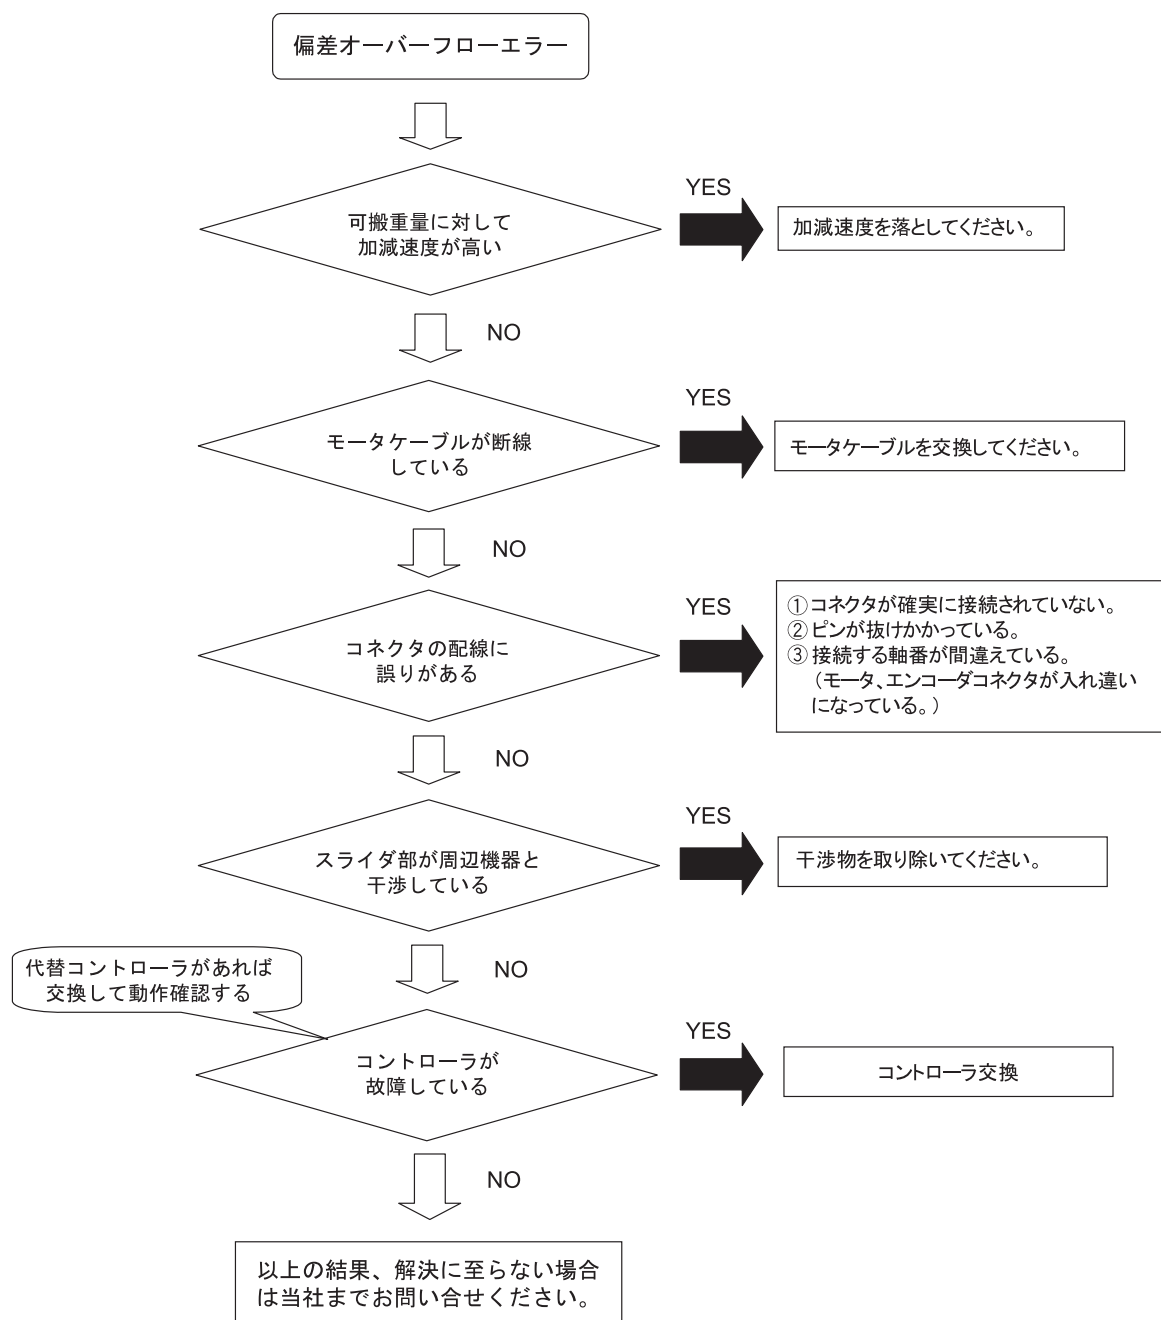 偏差オーバーフローエラー
可搬重量に対して
加減速度が高い
YES
加減速度を落としてください。
NO
モータケーブルが断線
している
YES
モータケーブルを交換してください。
NO
コネクタの配線に
誤りがある
YES
①コネクタが確実に接続されていない。
②ピンが抜けかかっている。
③接続する軸番が間違えている。
（モータ、エンコーダコネクタが入れ違い
になっている。）
NO
スライダ部が周辺機器と
干渉している
YES
干渉物を取り除いてください。
NO
代替コントローラがあれば
交換して動作確認する
コントローラが
故障している
YES
コントローラ交換
NO
以上の結果、解決に至らない場合
は当社までお問い合せください。